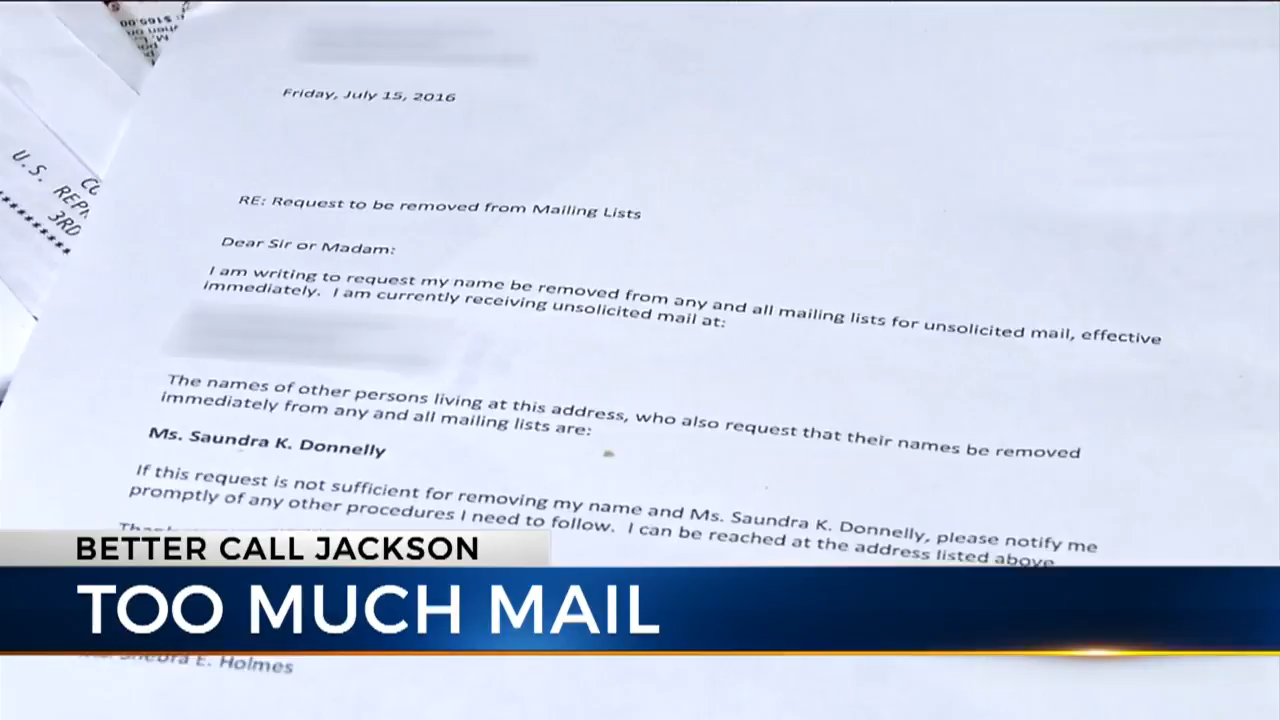 $165.00
U.S. REPR
3RD
Friday, July 15, 2016
RE: Request to be removed from Mailing Lists
Dear Sir or Madam:
I am writing to request my name be removed from any and all mailing lists for unsolicited mail, effective
immediately. I am currently receiving unsolicited mail at:
The names of other persons living at this address, who also request that their names be removed
immediately from any and all mailing lists are:
Ms. Saundra K. Donnelly
If this request is not sufficient for removing my name and Ms. Saundra K. Donnelly, please notify me
promptly of any other procedures I need to follow. I can be reached at the address listed above
BETTER CALL JACKSON
TOO MUCH MAIL
E. Holmes